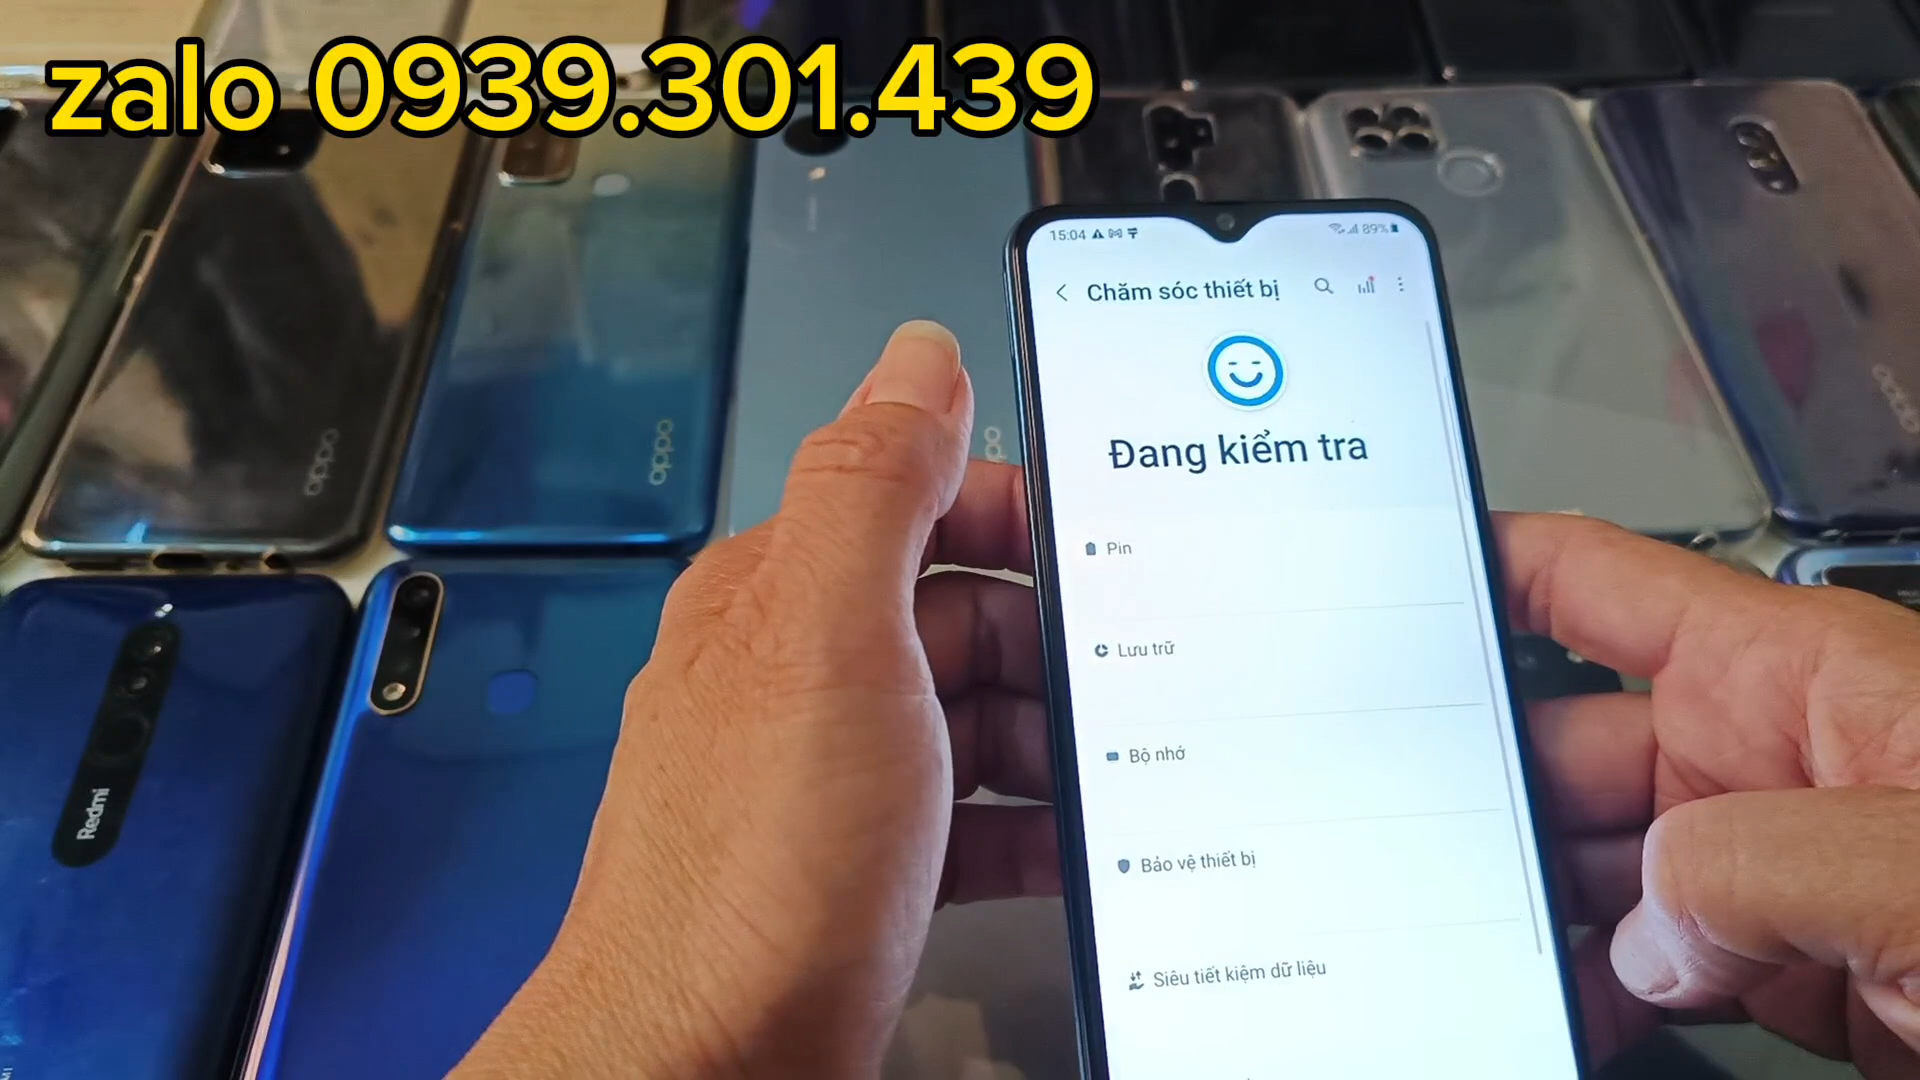 zalo 0939.301.439
15:04
89%
Chăm sóc thiết bị
Đang kiểm tra
Pin
Lưu trữ
Bộ nhớ
Bảo vệ thiết bị
Siêu tiết kiệm dữ liệu
oppo
oppo
Redmi